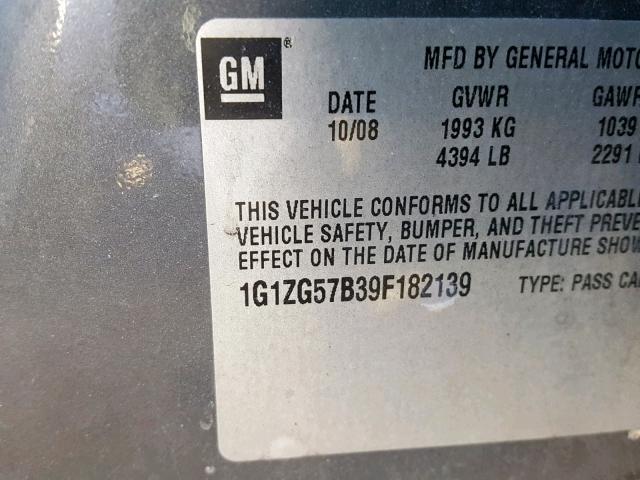 GM®
MFD BY GENERAL MOTO
DATE GVWR GAWR
10/08 1993 KG 1039
4394 LB 2291
THIS VEHICLE CONFORMS TO ALL APPLICABLE
VEHICLE SAFETY, BUMPER, AND THEFT PREVE
EFFECT ON THE DATE OF MANUFACTURE SHOW
1G1ZG57B39F182139 TYPE: PASS CA